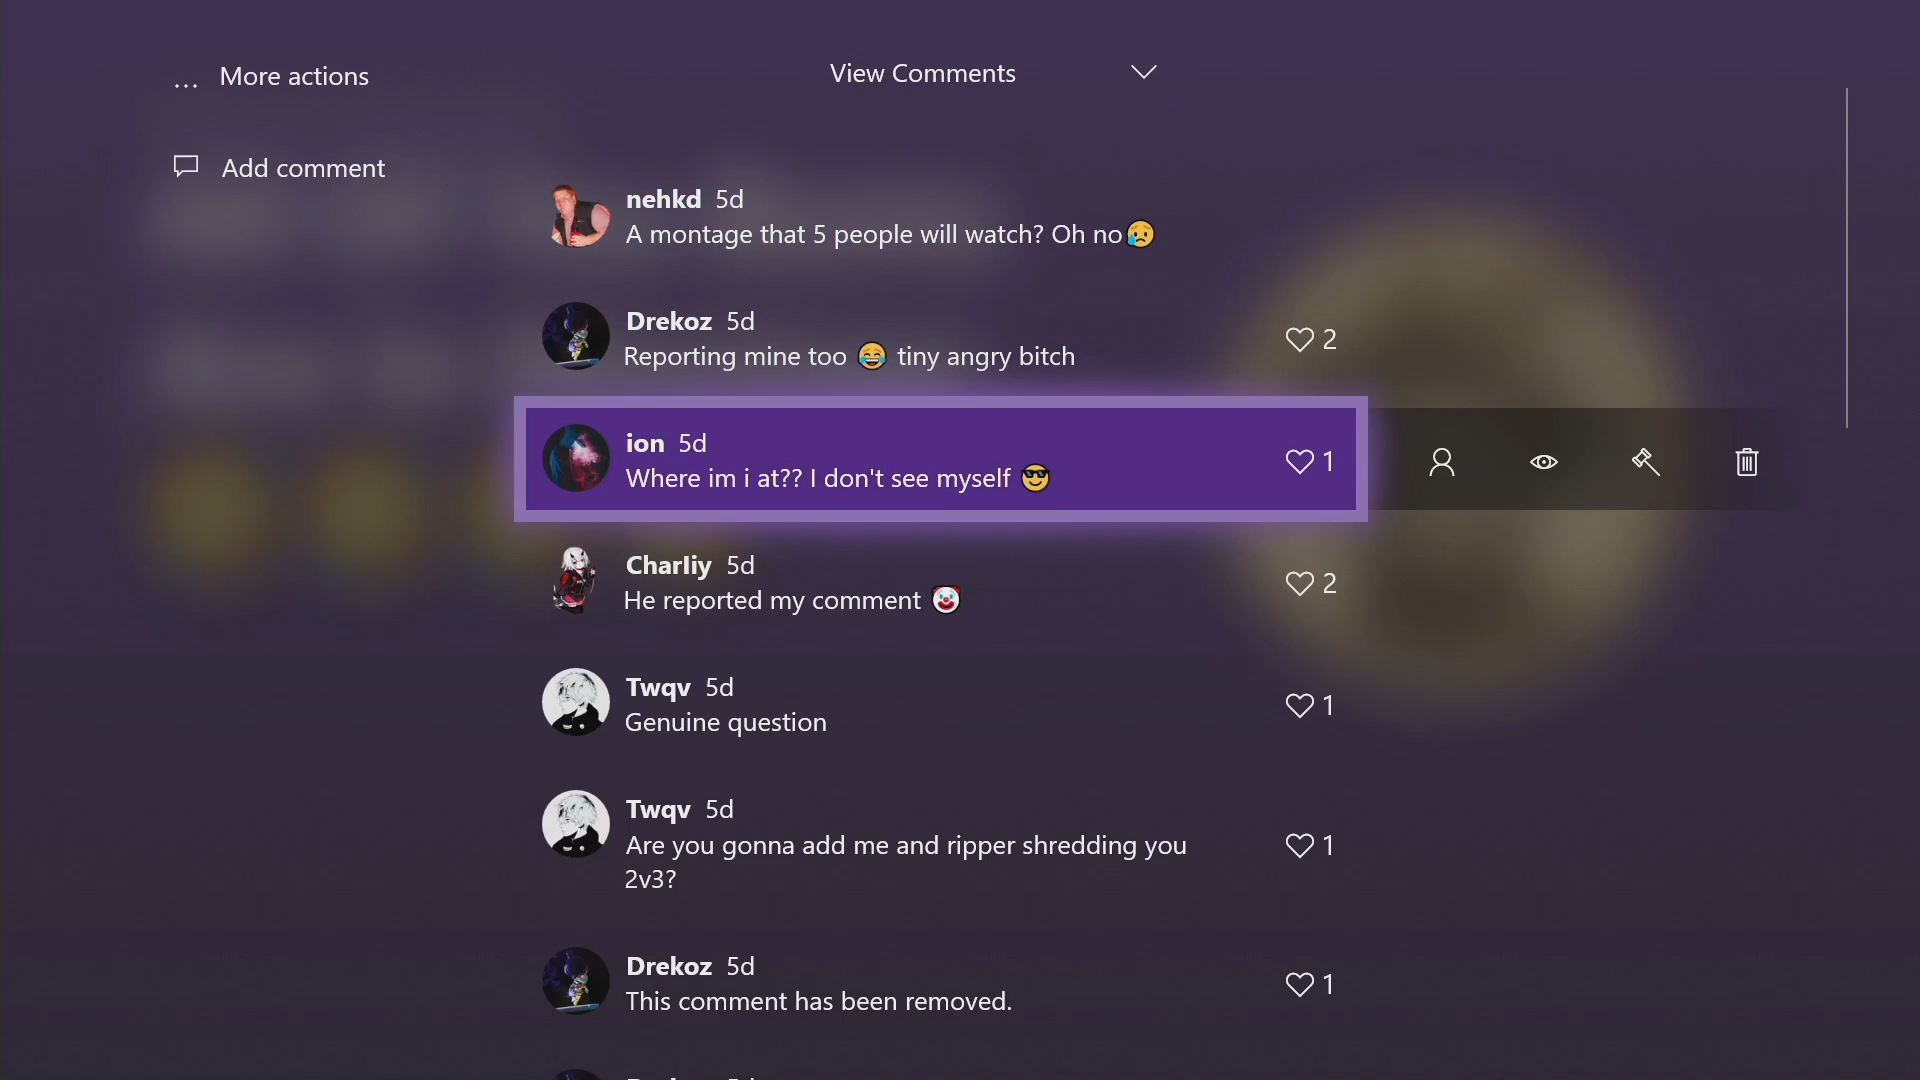 ... More actions
View Comments
Add comment
nehkd 5d
A montage that 5 people will watch? Oh no😥
Drekoz 5d
Reporting mine too 😂 tiny angry bitch
2
ion 5d
Where im i at?? I don't see myself 😎
1
Charliy 5d
He reported my comment 🤡
2
Twqv 5d
Genuine question
1
Twqv 5d
Are you gonna add me and ripper shredding you
2v3?
1
Drekoz 5d
This comment has been removed.
1